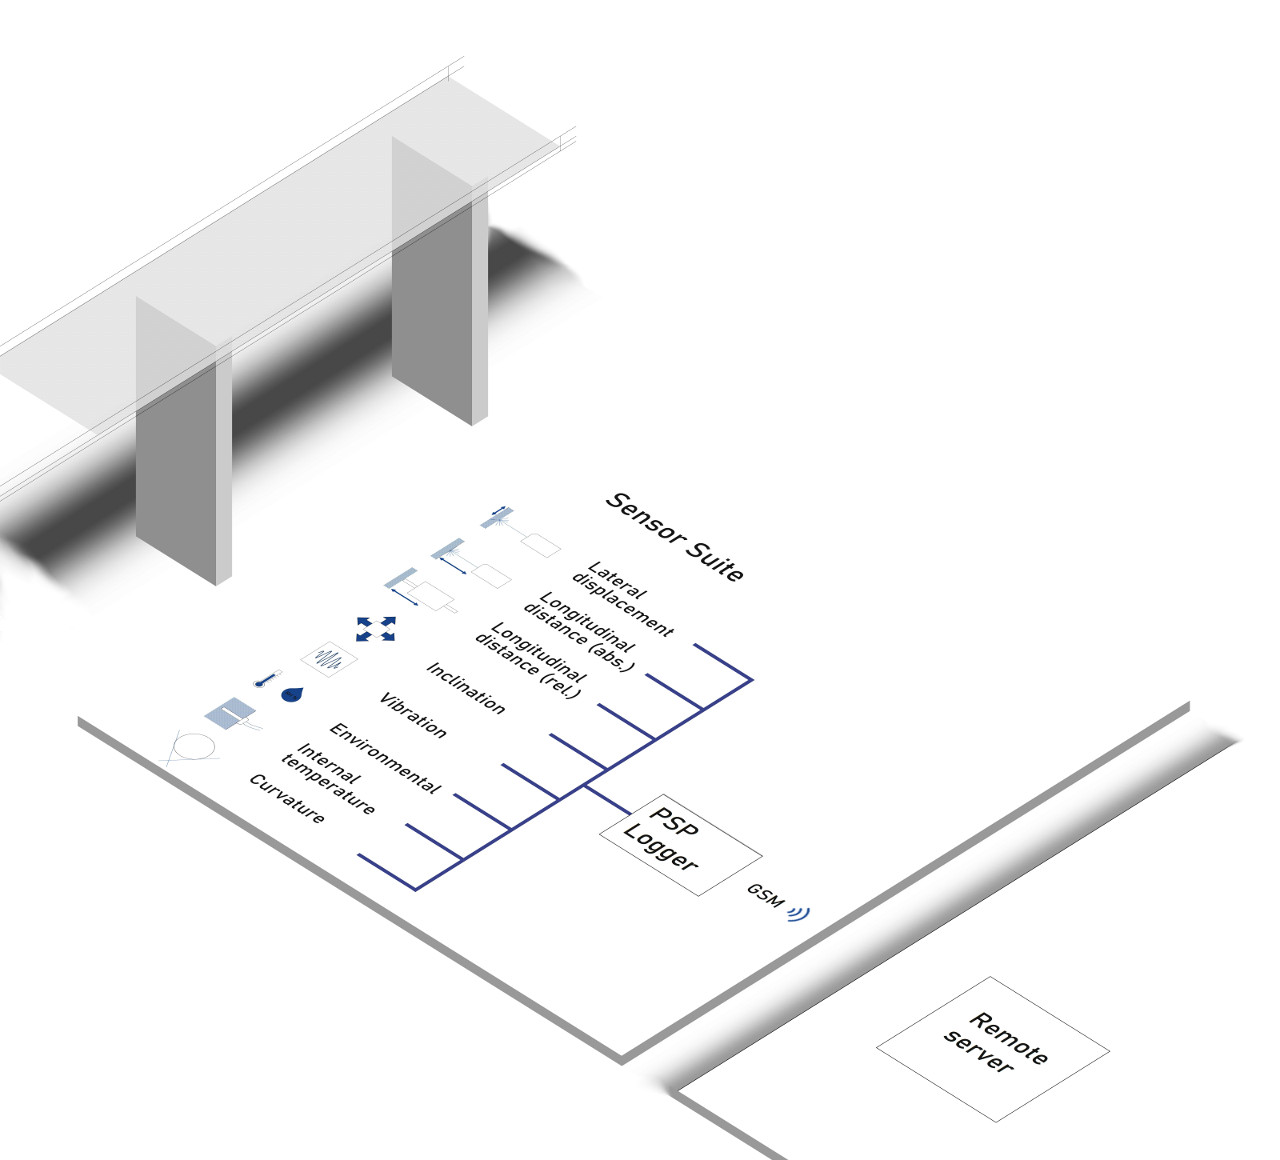 Sensor Suite
Lateral
displacement
Longitudinal
distance (abs.)
Longitudinal
distance (rel.)
Inclination
Vibration
Environmental
Internal
temperature
Curvature
PSP
Logger
GSM
Remote
server